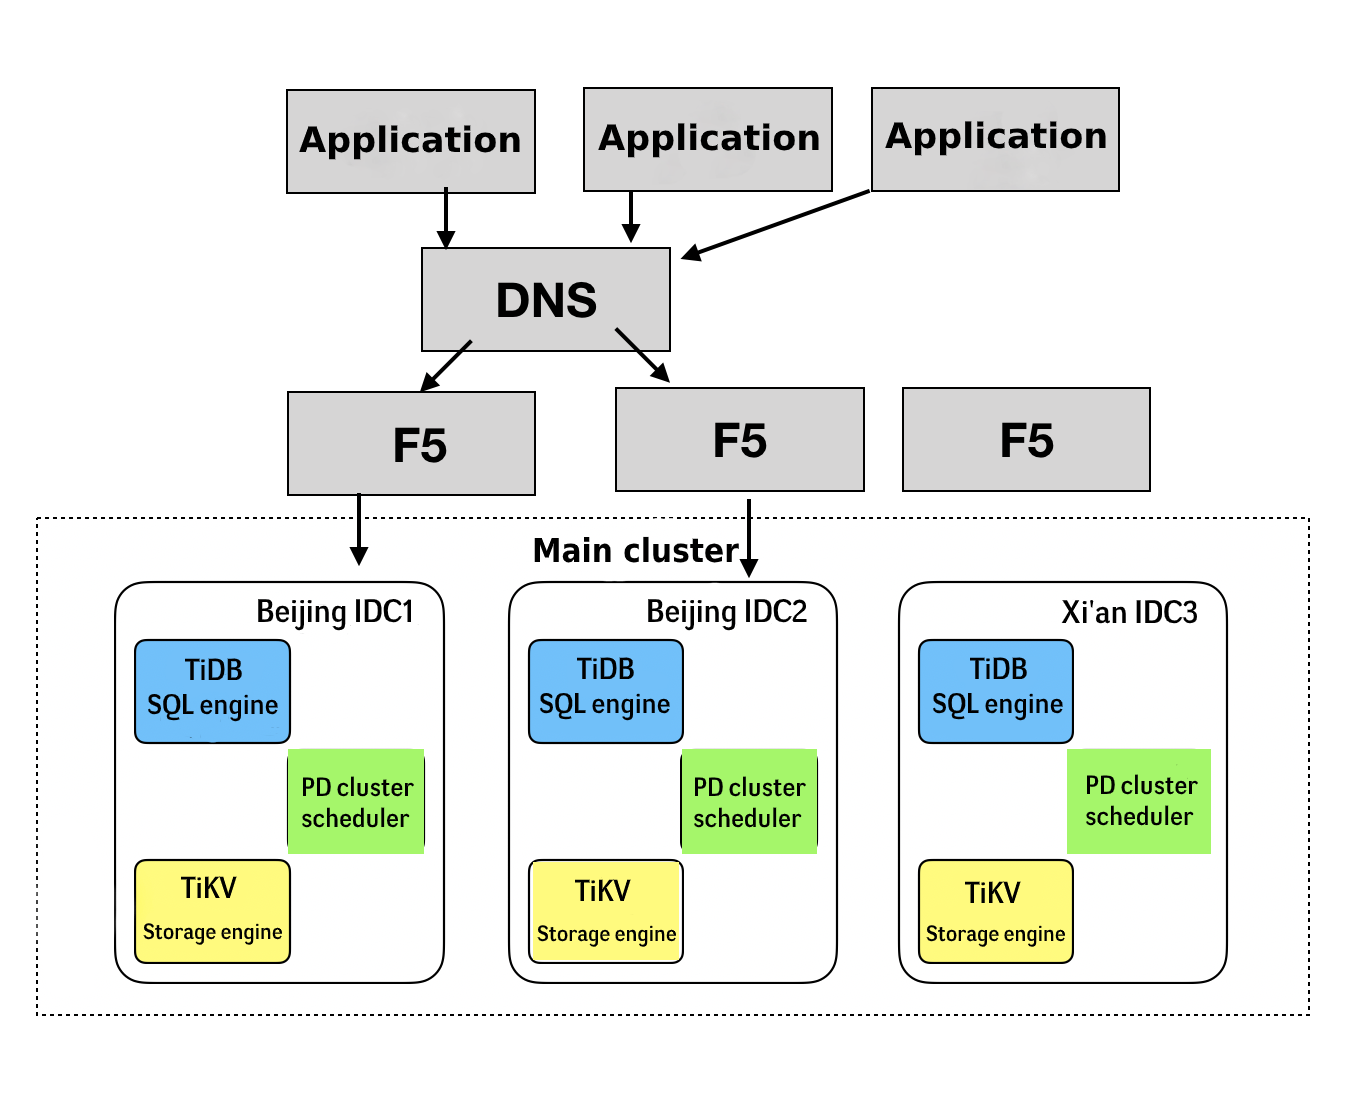 Application
Application
Application
DNS
F5
F5
F5
Main cluster
Beijing IDC1
TiDB
SQL engine
PD cluster
scheduler
TiKV
Storage engine
Beijing IDC2
TiDB
SQL engine
PD cluster
scheduler
TiKV
Storage engine
Xi'an IDC3
TiDB
SQL engine
PD cluster
scheduler
TiKV
Storage engine